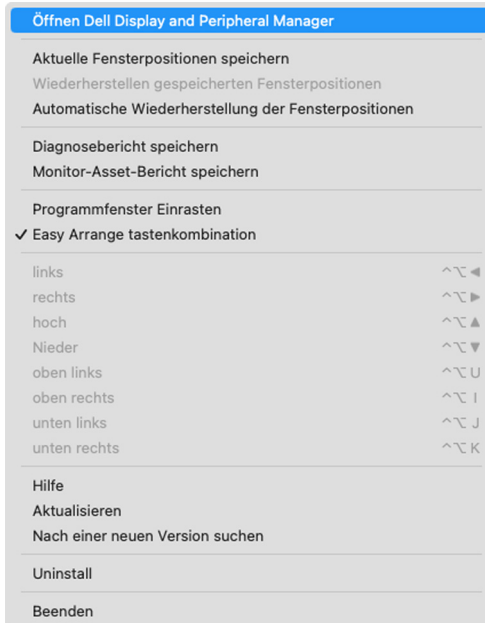 Öffnen Dell Display and Peripheral Manager
Aktuelle Fensterpositionen speichern
Wiederherstellen gespeicherten Fensterpositionen
Automatische Wiederherstellung der Fensterpositionen
Diagnosebericht speichern
Monitor-Asset-Bericht speichern
Programmfenster Einrasten
✓ Easy Arrange tastenkombination
links ^⌥◀
rechts ^⌥▶
hoch ^⌥▲
Nieder ^⌥▼
oben links ^⌥U
oben rechts ^⌥I
unten links ^⌥J
unten rechts ^⌥K
Hilfe
Aktualisieren
Nach einer neuen Version suchen
Uninstall
Beenden